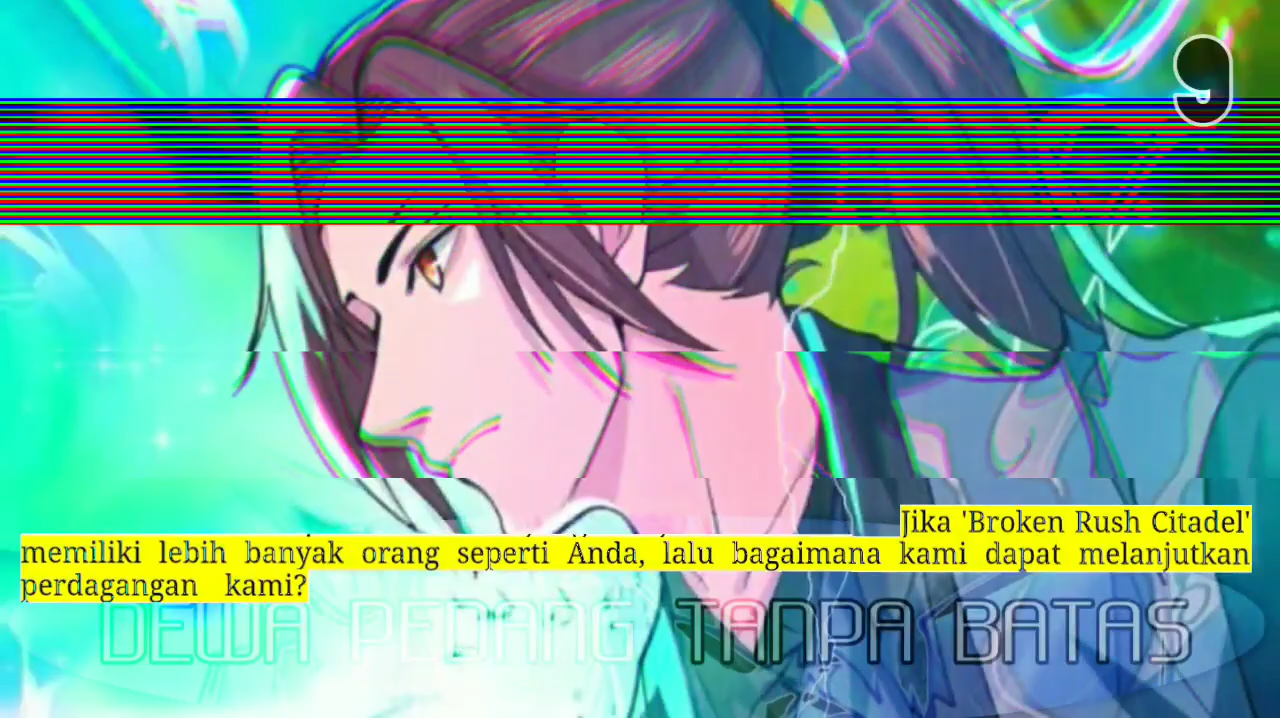 g
Jika 'Broken Rush Citadel'
memiliki lebih banyak orang seperti Anda, lalu bagaimana kami dapat melanjutkan
perdagangan kami?
DEWA PEDANG TANPA BATAS